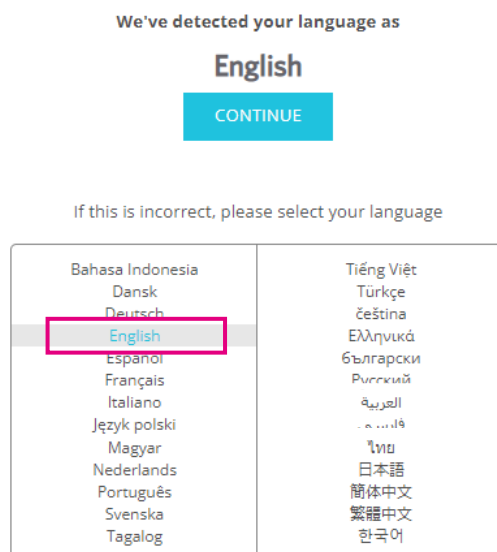 We've detected your language as
English
CONTINUE
If this is incorrect, please select your language
Bahasa Indonesia
Dansk
Deutsch
English
Español
Français
Italiano
Język polski
Magyar
Nederlands
Português
Svenska
Tagalog
Tiếng Việt
Türkçe
čeština
Ελληνικά
български
Русский
العربية
فارسی
ไทย
日本語
简体中文
繁體中文
한국어